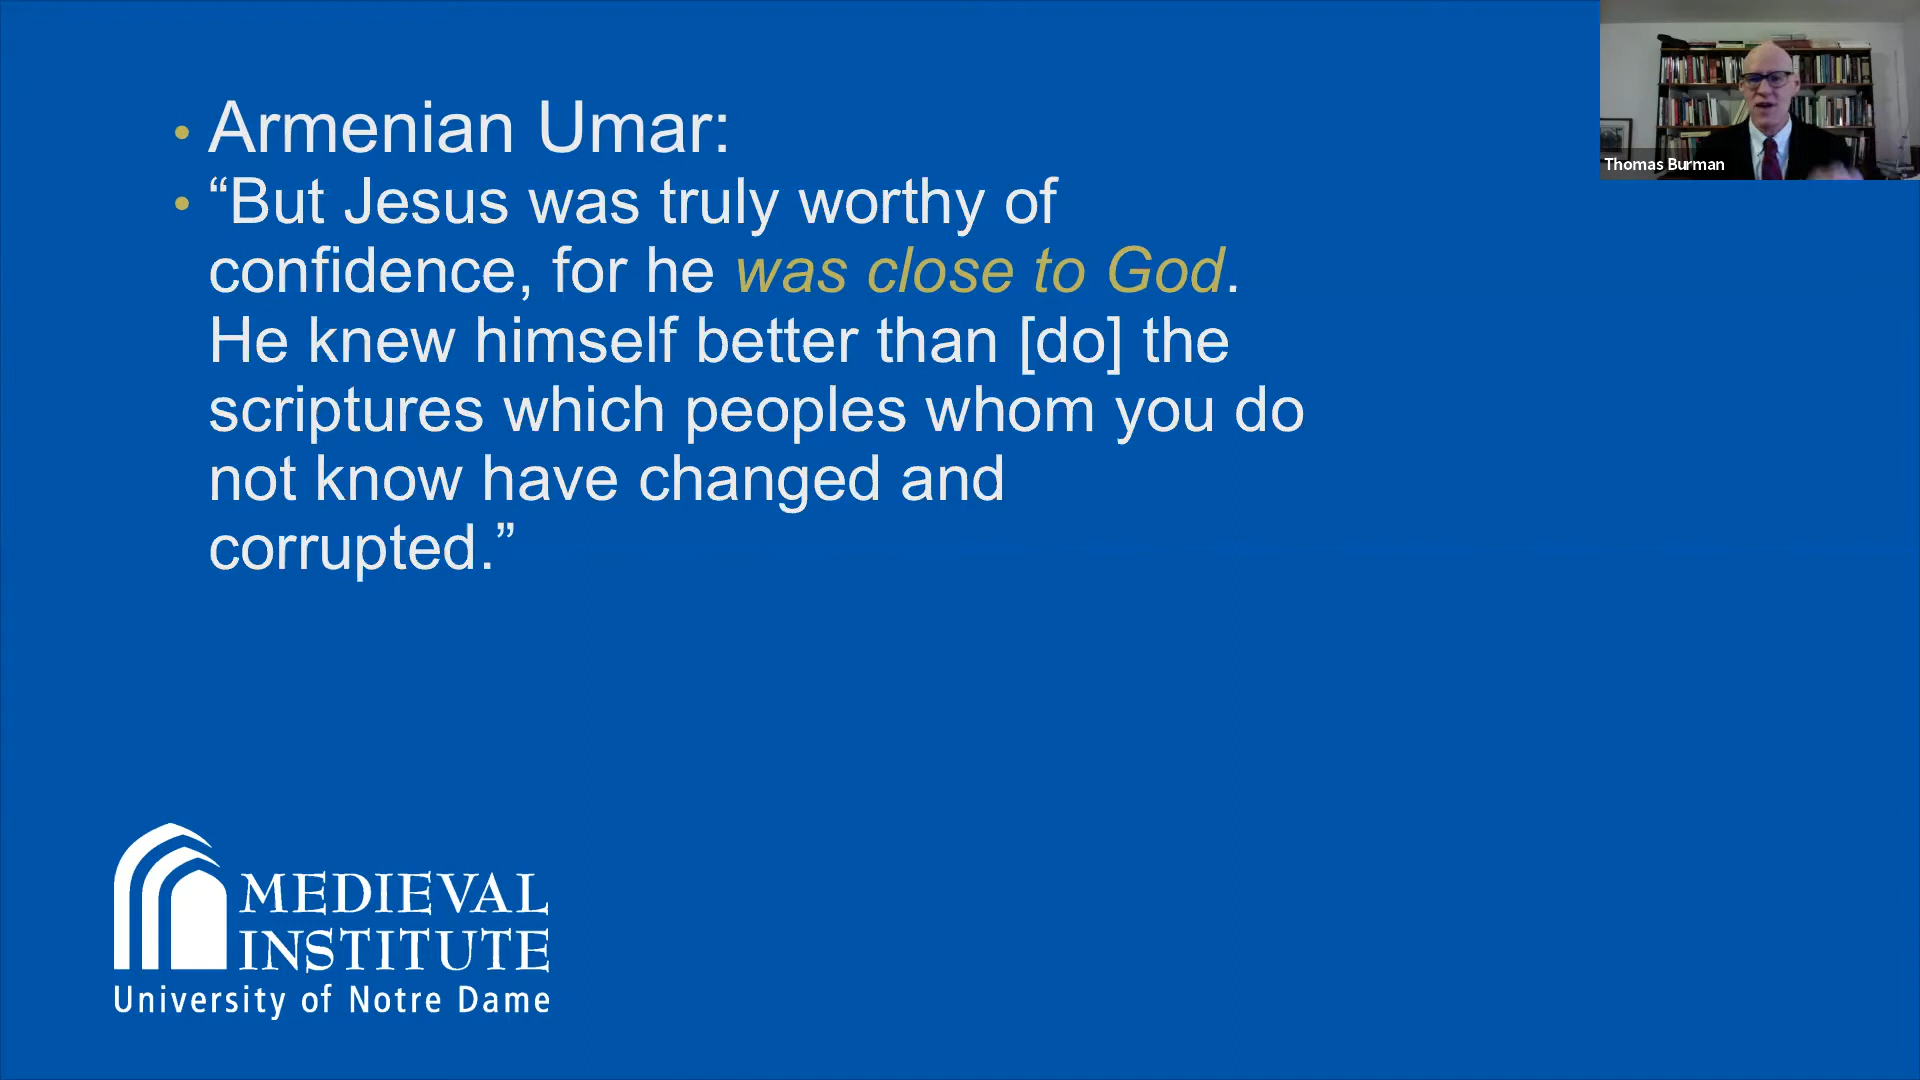 • Armenian Umar:
• “But Jesus was truly worthy of
confidence, for he was close to God.
He knew himself better than [do] the
scriptures which peoples whom you do
not know have changed and
corrupted.”
Thomas Burman
MEDIEVAL
INSTITUTE
University of Notre Dame